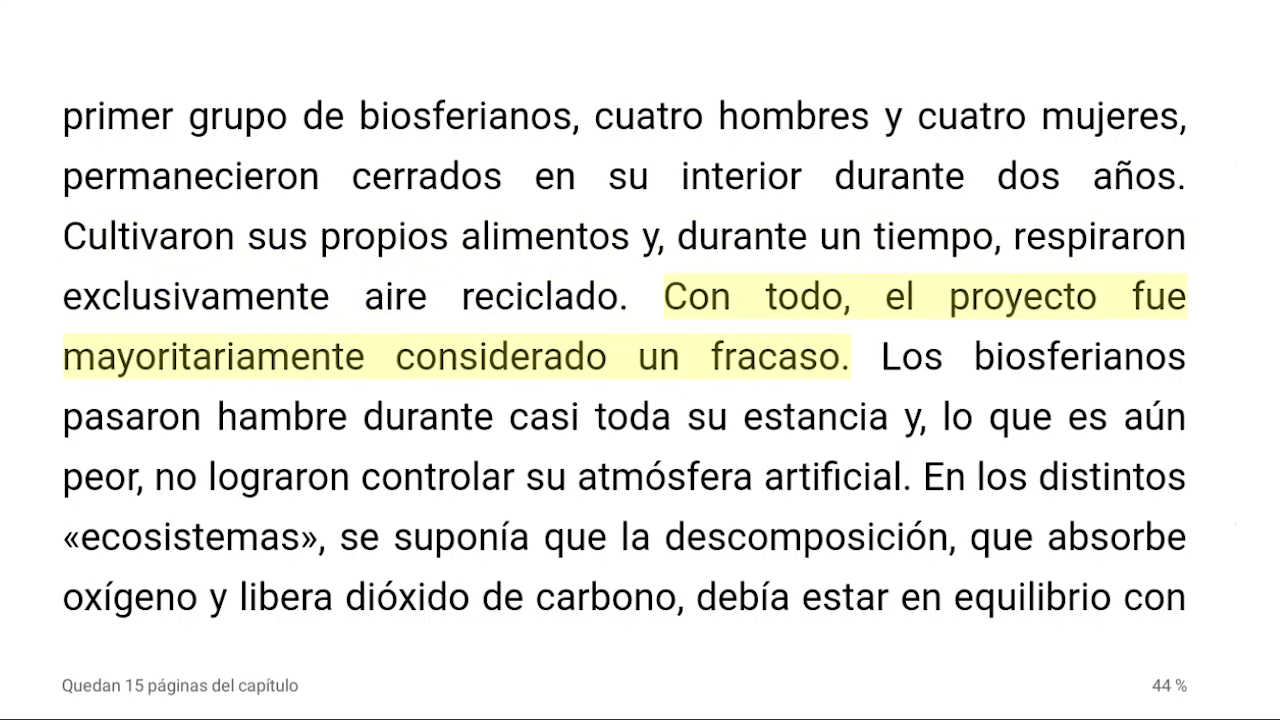 primer grupo de biosferianos, cuatro hombres y cuatro mujeres,
permanecieron cerrados en su interior durante dos años.
Cultivaron sus propios alimentos y, durante un tiempo, respiraron
exclusivamente aire reciclado. Con todo, el proyecto fue
mayoritariamente considerado un fracaso. Los biosferianos
pasaron hambre durante casi toda su estancia y, lo que es aún
peor, no lograron controlar su atmósfera artificial. En los distintos
«ecosistemas», se suponía que la descomposición, que absorbe
oxígeno y libera dióxido de carbono, debía estar en equilibrio con
Quedan 15 páginas del capítulo
44 %